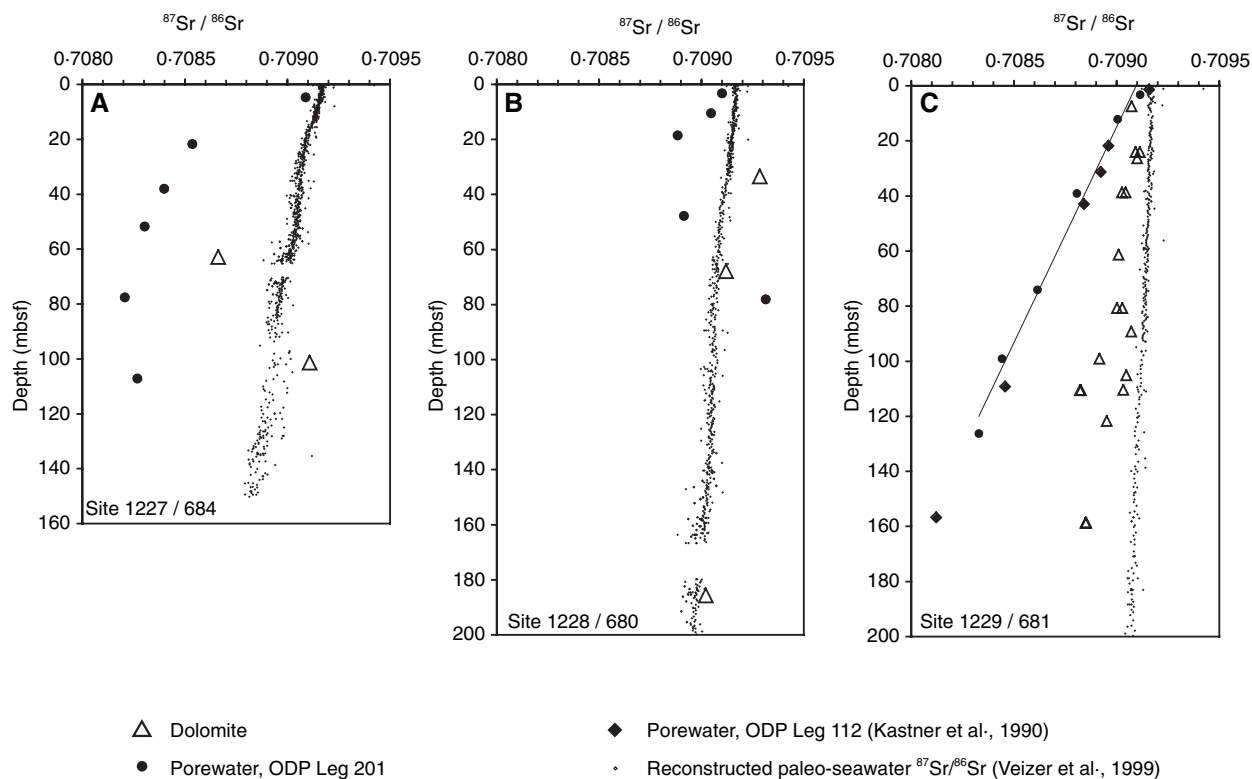 ⁸⁷Sr / ⁸⁶Sr
0·7080 0·7085 0·7090 0·7095
A
0
20
40
60
80
100
120
140
160
Depth (mbsf)
Site 1227 / 684
⁸⁷Sr / ⁸⁶Sr
0·7080 0·7085 0·7090 0·7095
B
0
20
40
60
80
100
120
140
160
180
200
Depth (mbsf)
Site 1228 / 680
⁸⁷Sr / ⁸⁶Sr
0·7080 0·7085 0·7090 0·7095
C
0
20
40
60
80
100
120
140
160
180
200
Depth (mbsf)
Site 1229 / 681
Dolomite
Porewater, ODP Leg 201
Porewater, ODP Leg 112 (Kastner et al·, 1990)
Reconstructed paleo-seawater ⁸⁷Sr/⁸⁶Sr (Veizer et al·, 1999)